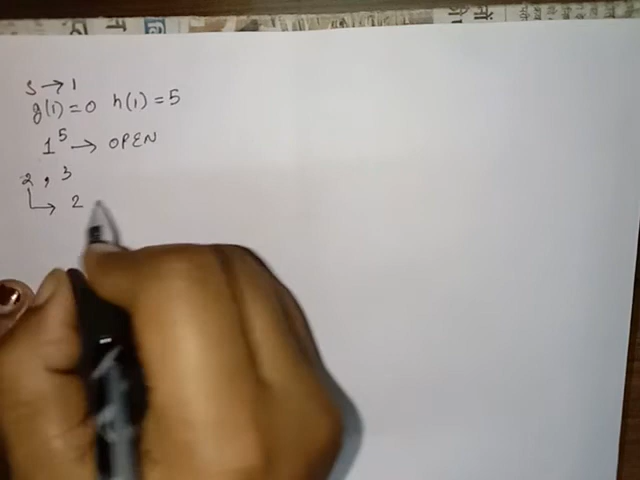 s → 1
g(1) = 0 h(1) = 5
1⁵ → OPEN
2, 3
↳ 2